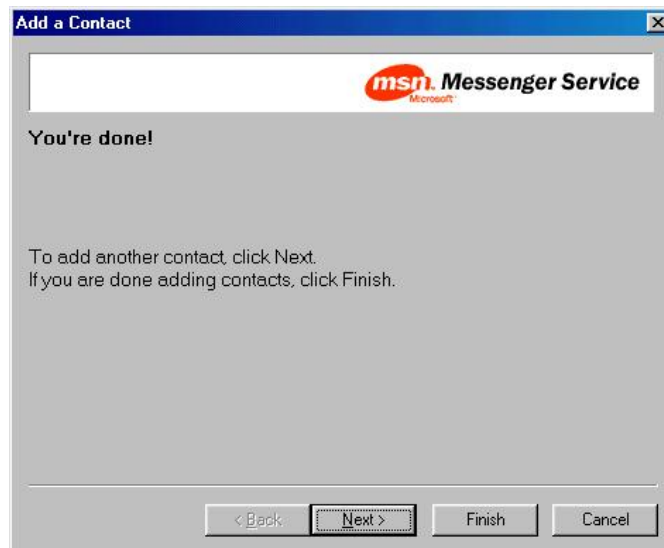 Add a Contact
msn. Messenger Service
Microsoft
You're done!
To add another contact, click Next.
If you are done adding contacts, click Finish.
< Back
Next >
Finish
Cancel